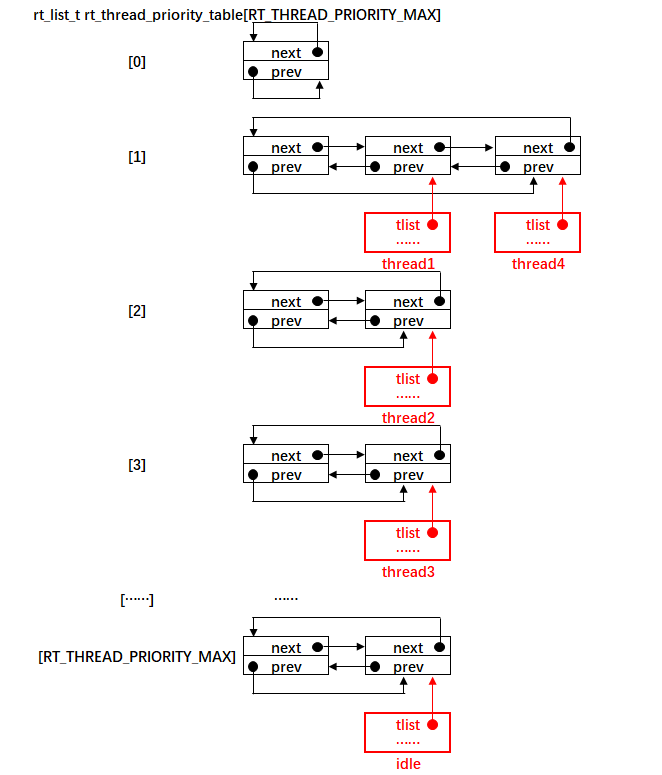 rt_list_t rt_thread_priority_table[RT_THREAD_PRIORITY_MAX]
next
[0]
prev
next next next
[1]
prev prev prev
tlist tlist
...... ......
thread1 thread4
next next
[2]
prev prev
tlist
......
thread2
next next
[3]
prev prev
tlist
......
thread3
[......] ......
next next
[RT_THREAD_PRIORITY_MAX]
prev prev
tlist
......
idle